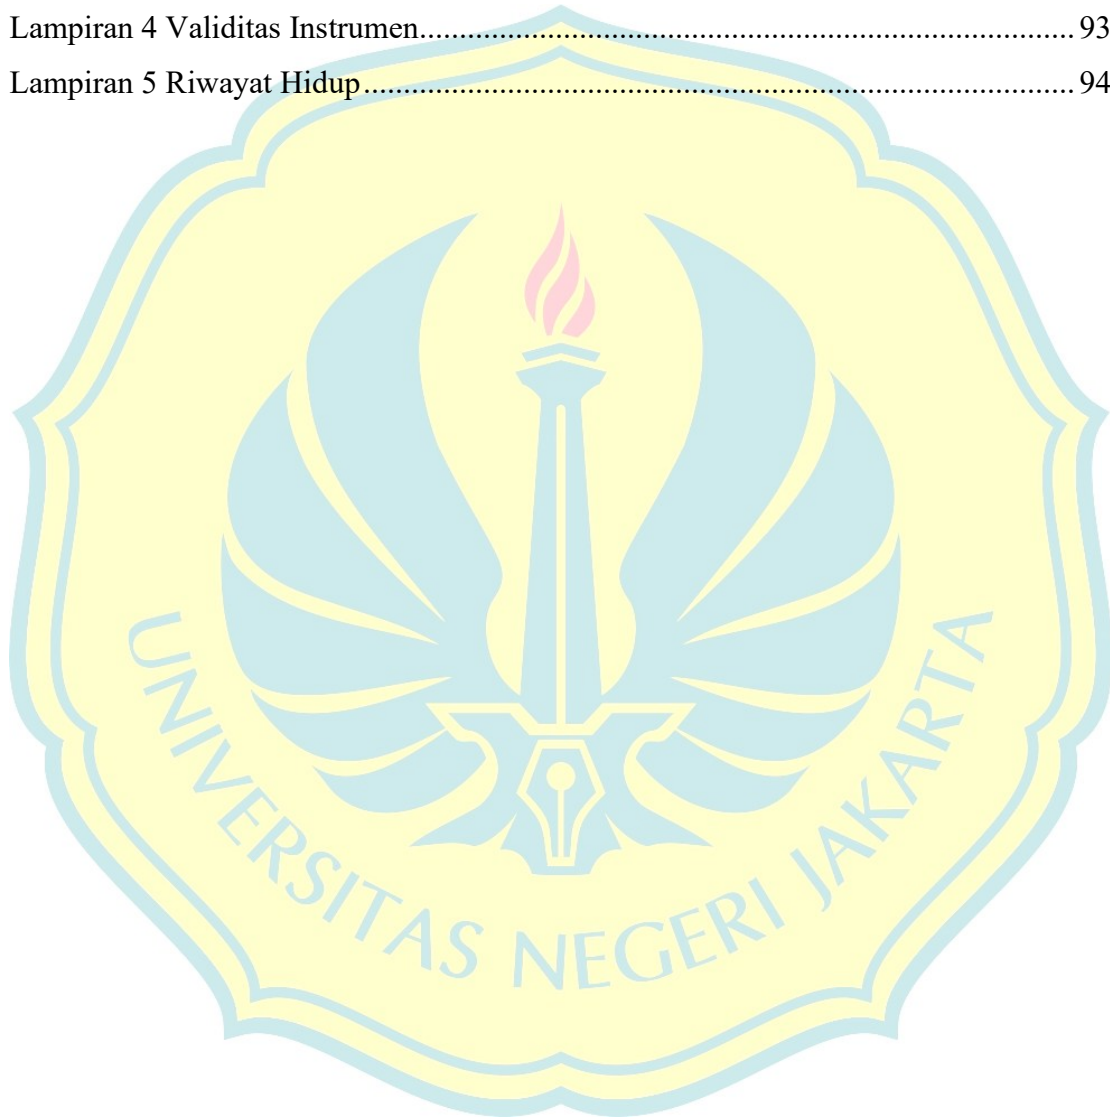 Lampiran 4 Validitas Instrumen................................................................................... 93
Lampiran 5 Riwayat Hidup.......................................................................................... 94
UNIVERSITAS NEGERI JAKARTA